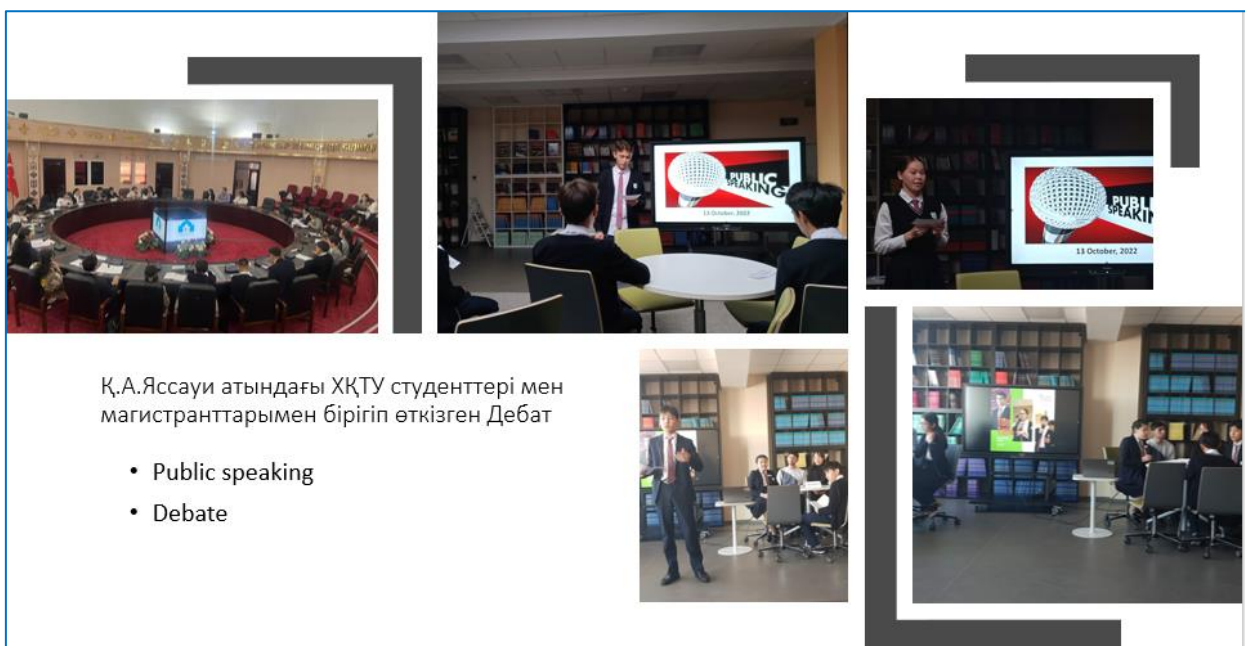 PUBLIC
SPEAKING
13 October, 2022
PUBLIC
SPEAKIN
13 October, 2022
Қ.А.Яссауи атындағы ХҚТУ студенттері мен
магистранттарымен бірігіп өткізген Дебат
• Public speaking
• Debate